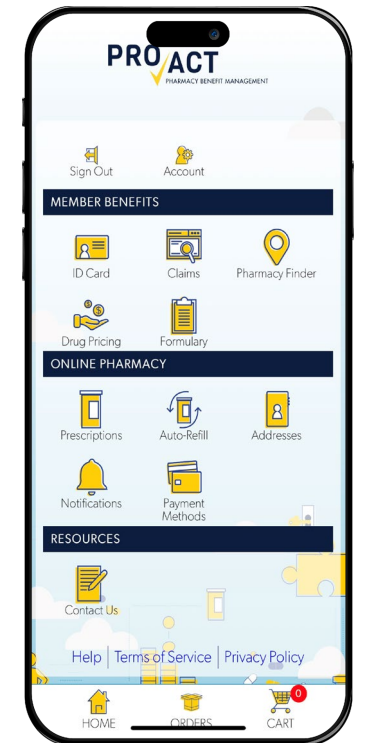 PRO ACT
PHARMACY BENEFIT MANAGEMENT
Sign Out Account
MEMBER BENEFITS
ID Card Claims Pharmacy Finder
Drug Pricing Formulary
ONLINE PHARMACY
Prescriptions Auto-Refill Addresses
Notifications Payment
Methods
RESOURCES
Contact Us
Help | Terms of Service | Privacy Policy
0
HOME ORDERS CART